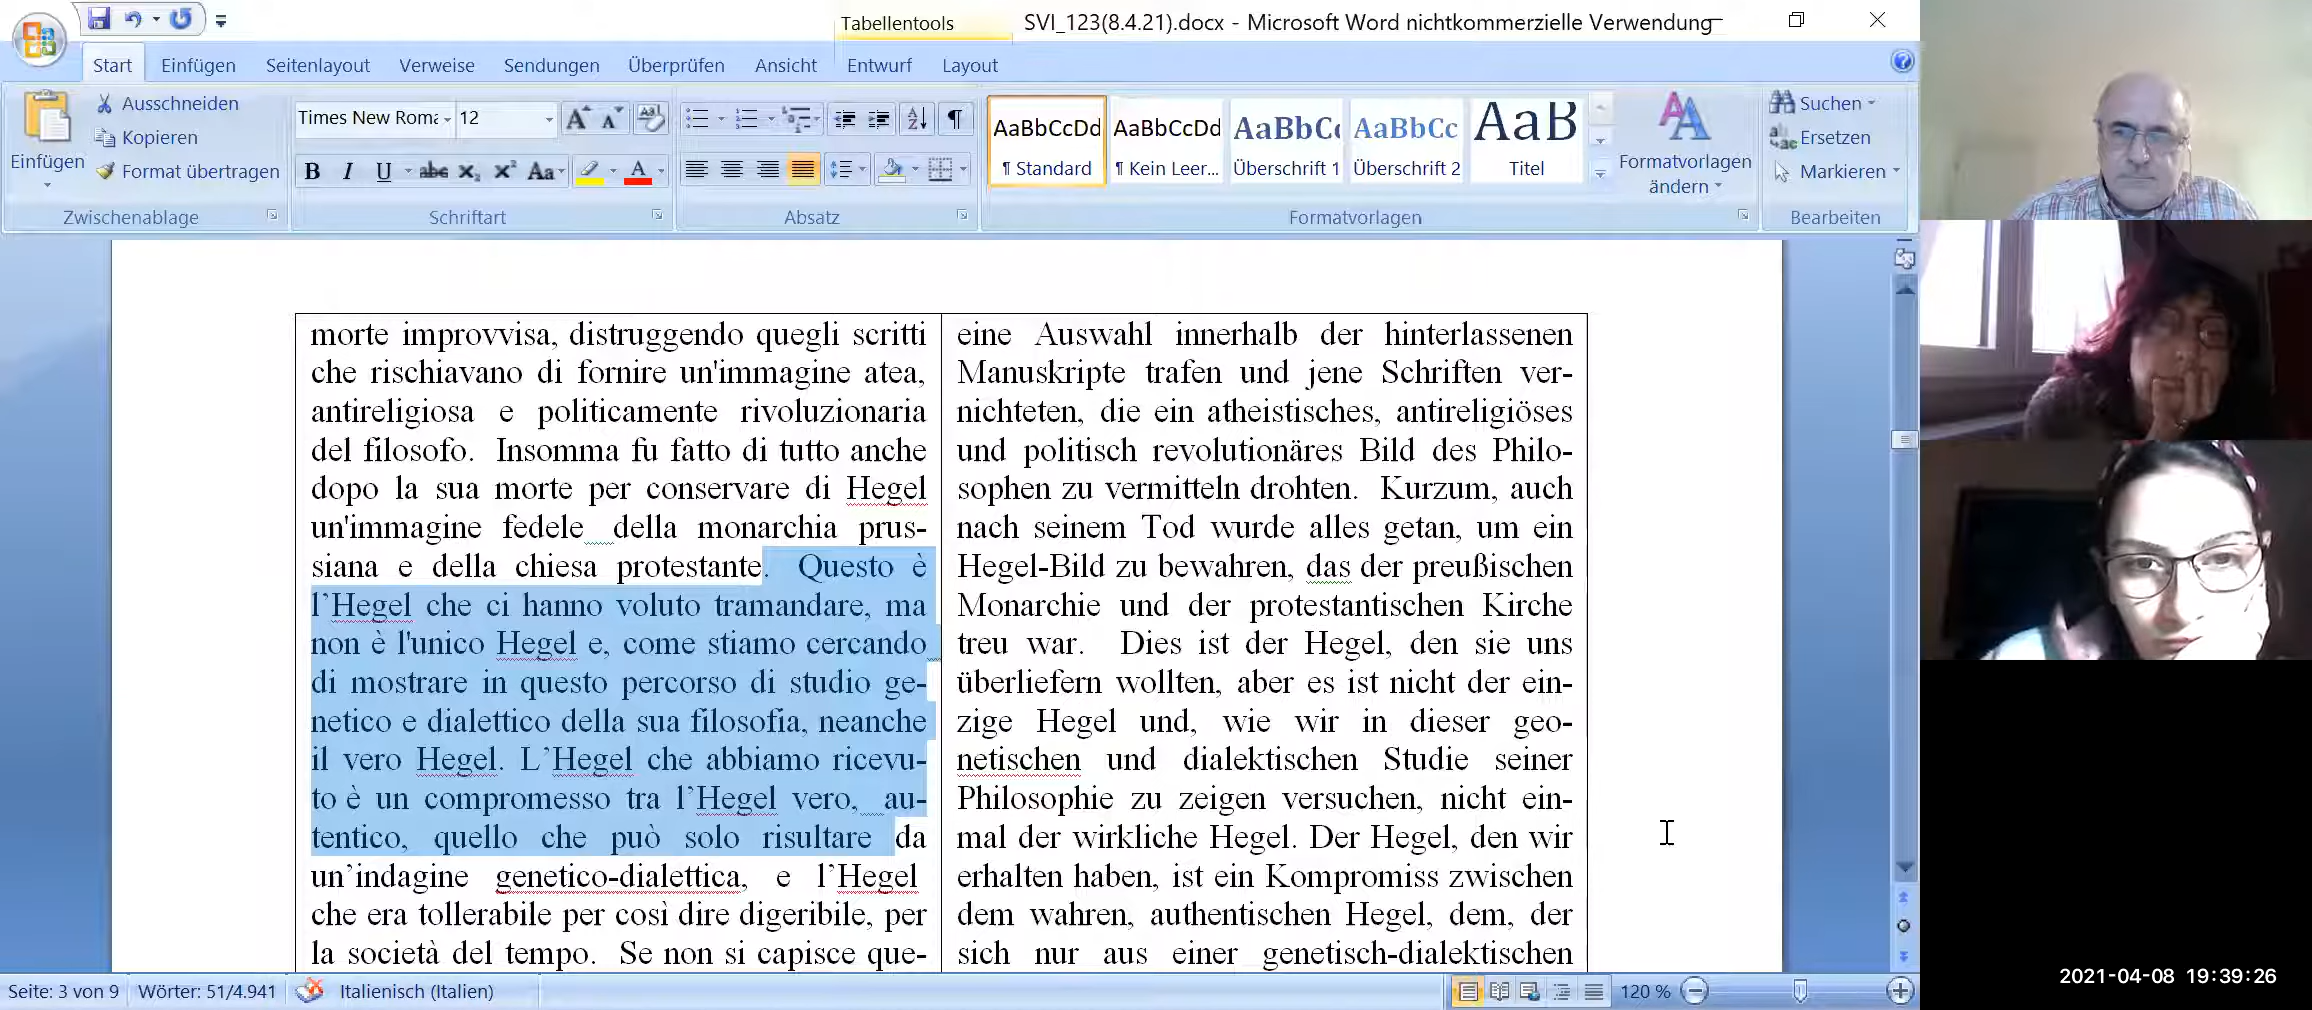 Tabellentools
SVI_123(8.4.21).docx - Microsoft Word nichtkommerzielle Verwendung
Start Einfügen Seitenlayout Verweise Sendungen Überprüfen Ansicht Entwurf Layout
Einfügen
Ausschneiden
Kopieren
Format übertragen
Zwischenablage
Times New Roma 12
Schriftart
Absatz
AaBbCcDd AaBbCcDd AaBbCc AaBbCc AaB
¶ Standard ¶ Kein Leer... Überschrift 1 Überschrift 2 Titel
Formatvorlagen
ändern
Formatvorlagen
Suchen
Ersetzen
Markieren
Bearbeiten
morte improvvisa, distruggendo quegli scritti
che rischiavano di fornire un'immagine atea,
antireligiosa e politicamente rivoluzionaria
del filosofo. Insomma fu fatto di tutto anche
dopo la sua morte per conservare di Hegel
un'immagine fedele della monarchia prus-
siana e della chiesa protestante. Questo è
l’Hegel che ci hanno voluto tramandare, ma
non è l'unico Hegel e, come stiamo cercando
di mostrare in questo percorso di studio ge-
netico e dialettico della sua filosofia, neanche
il vero Hegel. L’Hegel che abbiamo ricevu-
to è un compromesso tra l’Hegel vero, au-
tentico, quello che può solo risultare da
un’indagine genetico-dialettica, e l’Hegel
che era tollerabile per così dire digeribile, per
la società del tempo. Se non si capisce que-
eine Auswahl innerhalb der hinterlassenen
Manuskripte trafen und jene Schriften ver-
nichteten, die ein atheistisches, antireligiöses
und politisch revolutionäres Bild des Philo-
sophen zu vermitteln drohten. Kurzum, auch
nach seinem Tod wurde alles getan, um ein
Hegel-Bild zu bewahren, das der preußischen
Monarchie und der protestantischen Kirche
treu war. Dies ist der Hegel, den sie uns
überliefern wollten, aber es ist nicht der ein-
zige Hegel und, wie wir in dieser geo-
netischen und dialektischen Studie seiner
Philosophie zu zeigen versuchen, nicht ein-
mal der wirkliche Hegel. Der Hegel, den wir
erhalten haben, ist ein Kompromiss zwischen
dem wahren, authentischen Hegel, dem, der
sich nur aus einer genetisch-dialektischen
Seite: 3 von 9 Wörter: 51/4.941 Italienisch (Italien) 120 %
2021-04-08 19:39:26